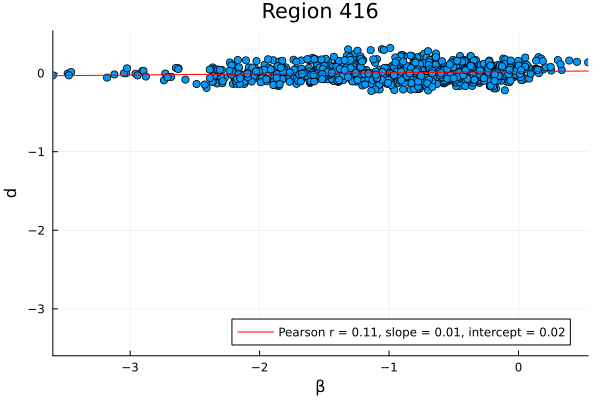 Region 416
d
0
−1
−2
−3
Pearson r = 0.11, slope = 0.01, intercept = 0.02
−3 −2 −1 0
β